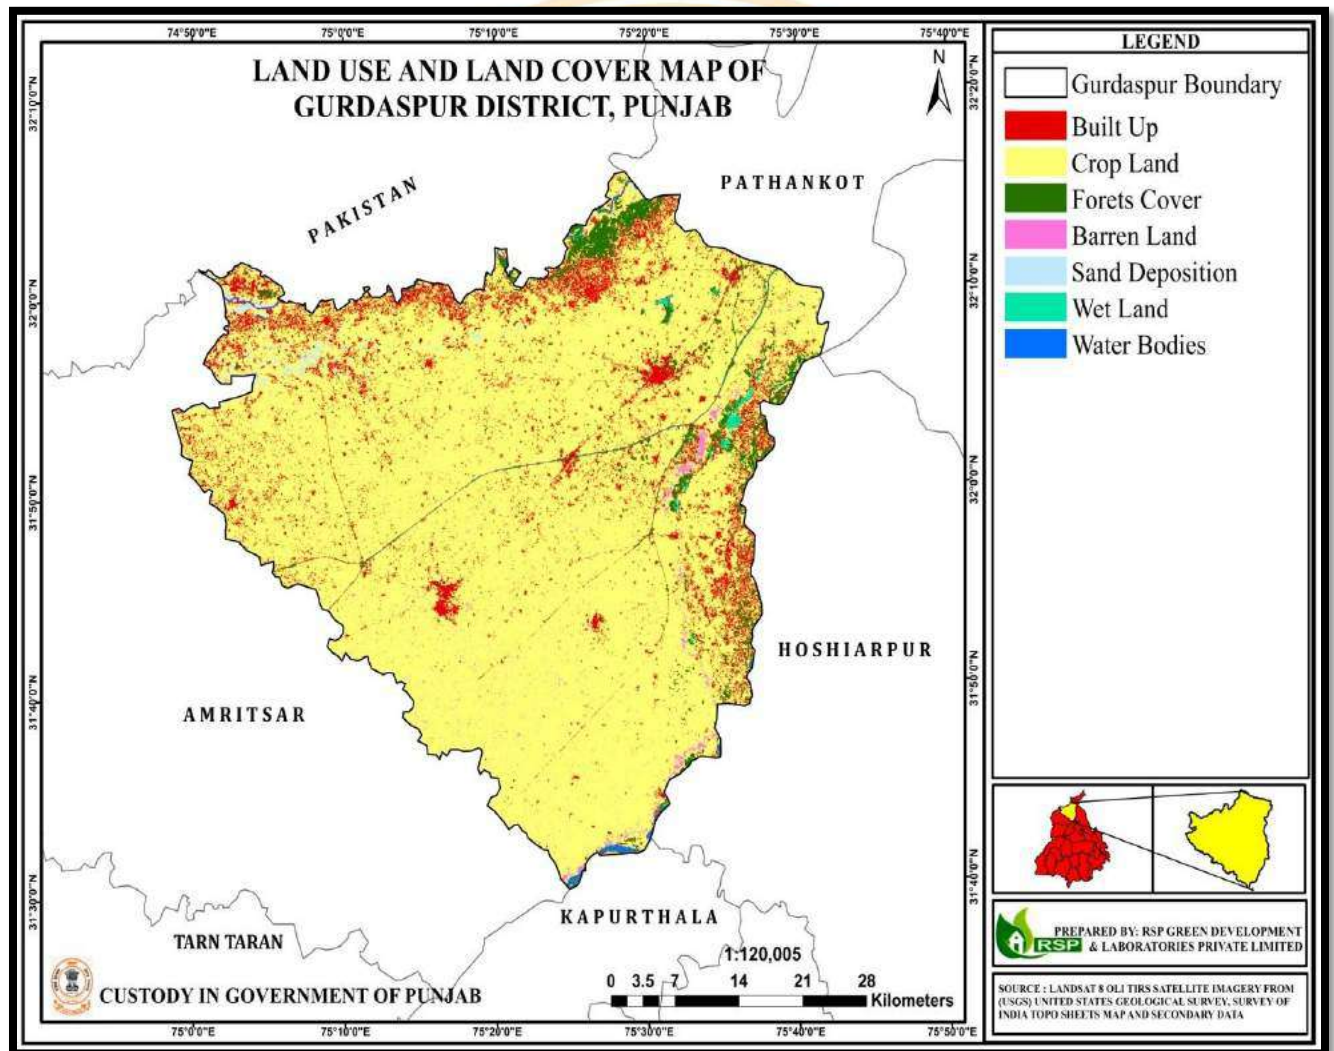 LAND USE AND LAND COVER MAP OF
GURDASPUR DISTRICT, PUNJAB
74°50'0"E 75°0'0"E 75°10'0"E 75°20'0"E 75°30'0"E 75°40'0"E
32°10'0"N
32°0'0"N
31°50'0"N
31°40'0"N
31°30'0"N
32°20'0"N
32°10'0"N
32°0'0"N
31°50'0"N
31°40'0"N
N
PAKISTAN
PATHANKOT
HOSHIARPUR
AMRITSAR
KAPURTHALA
TARN TARAN
1:120,005
0 3.5 7 14 21 28
Kilometers
CUSTODY IN GOVERNMENT OF PUNJAB
75°0'0"E 75°10'0"E 75°20'0"E 75°30'0"E 75°40'0"E 75°50'0"E
LEGEND
Gurdaspur Boundary
Built Up
Crop Land
Forets Cover
Barren Land
Sand Deposition
Wet Land
Water Bodies
RSP
PREPARED BY: RSP GREEN DEVELOPMENT
& LABORATORIES PRIVATE LIMITED
SOURCE : LANDSAT 8 OLI TIRS SATELLITE IMAGERY FROM
(USGS) UNITED STATES GEOLOGICAL SURVEY, SURVEY OF
INDIA TOPO SHEETS MAP AND SECONDARY DATA